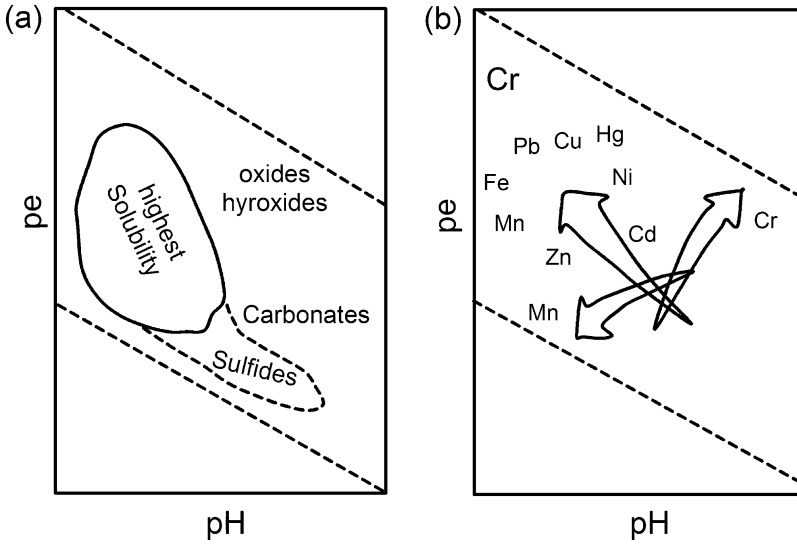 (a)
pe
highest
Solubility
oxides
hyroxides
Carbonates
Sulfides
pH
(b)
pe
Cr
Pb
Cu
Hg
Fe
Ni
Mn
Cd
Cr
Zn
Mn
pH